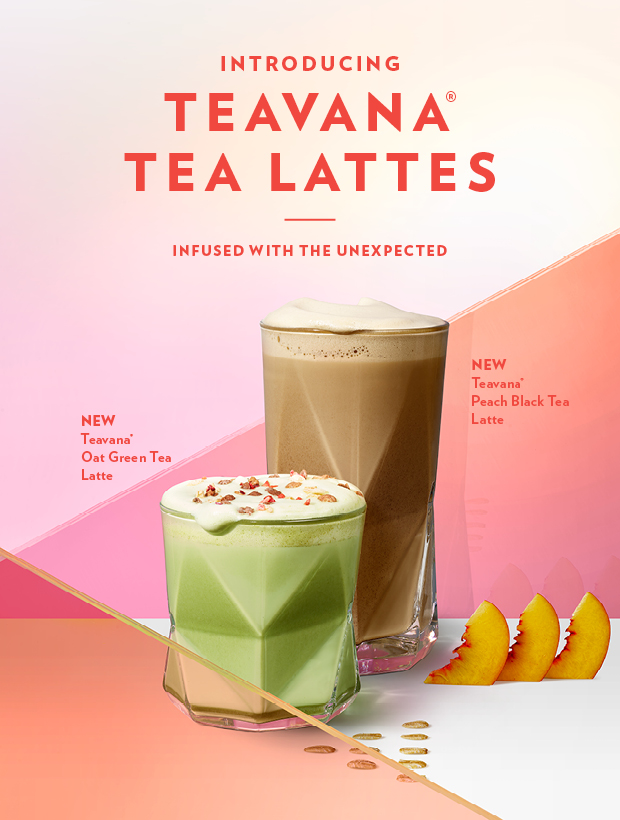 INTRODUCING
TEAVANA®
TEA LATTES
INFUSED WITH THE UNEXPECTED
NEW
Teavana®
Peach Black Tea
Latte
NEW
Teavana®
Oat Green Tea
Latte